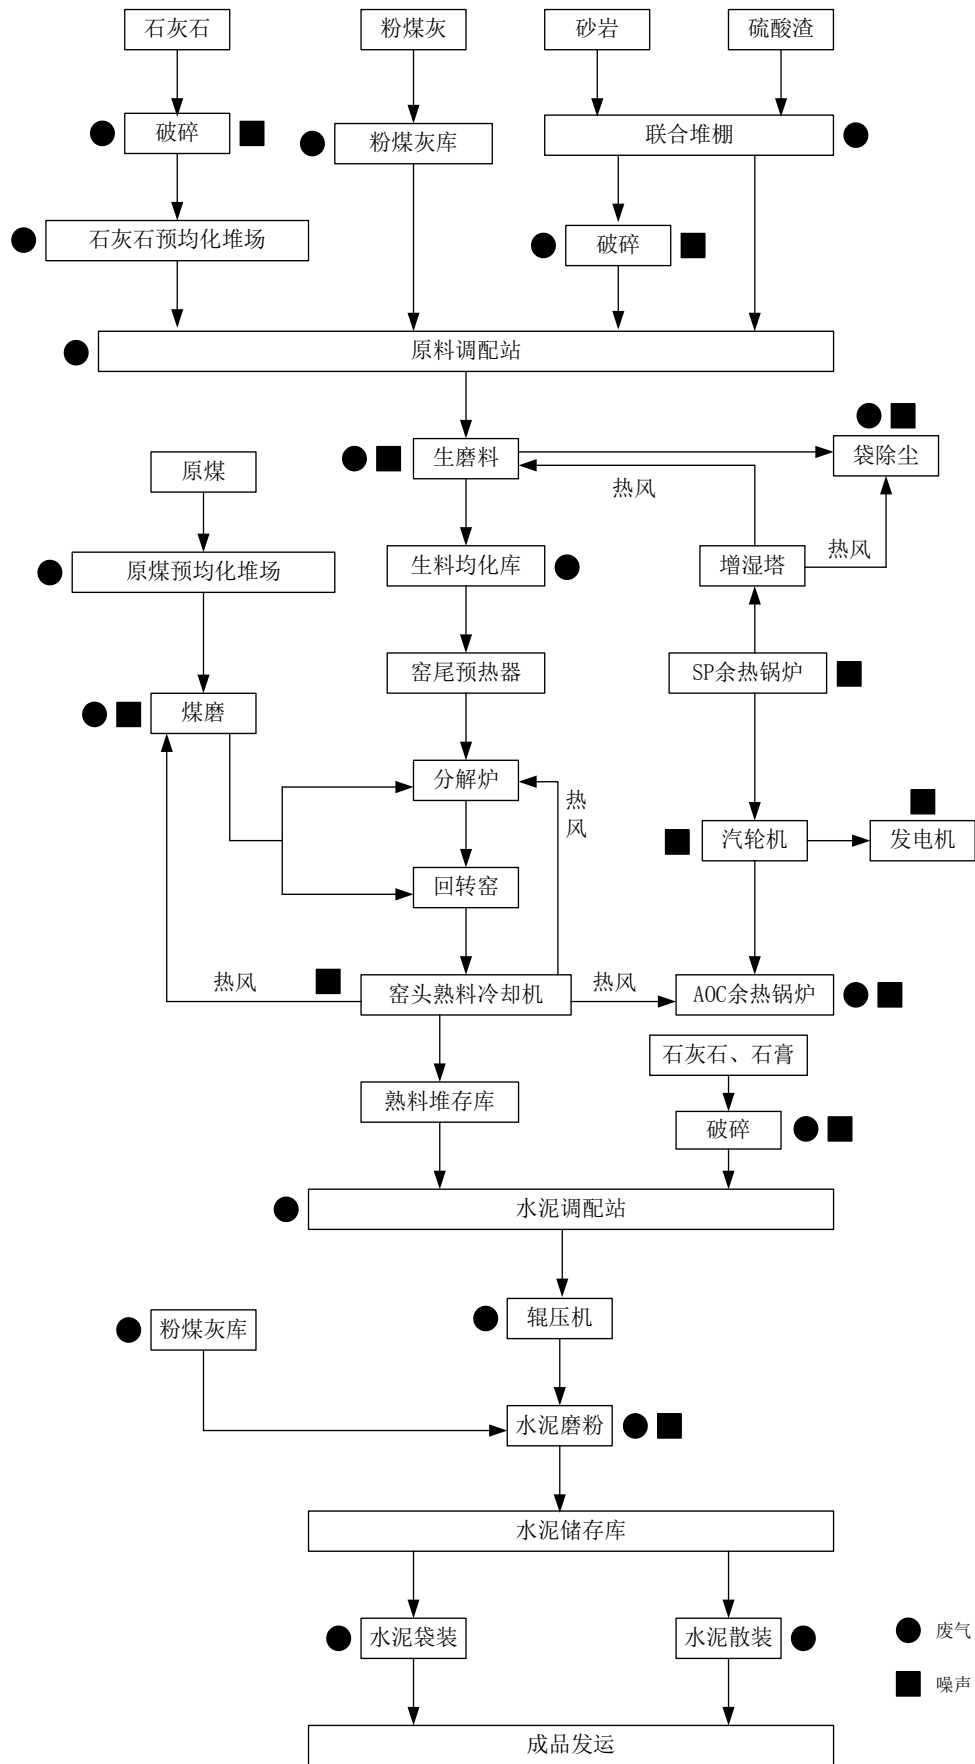 石灰石
粉煤灰
砂岩
硫酸渣
破碎
粉煤灰库
联合堆棚
石灰石预均化堆场
破碎
原料调配站
生磨料
袋除尘
原煤
热风
热风
原煤预均化堆场
生料均化库
增湿塔
窑尾预热器
SP余热锅炉
煤磨
分解炉
热
风
汽轮机
发电机
回转窑
热风
窑头熟料冷却机
热风
AOC余热锅炉
石灰石、石膏
熟料堆存库
破碎
水泥调配站
粉煤灰库
辊压机
水泥磨粉
水泥储存库
水泥袋装
水泥散装
废气
噪声
成品发运